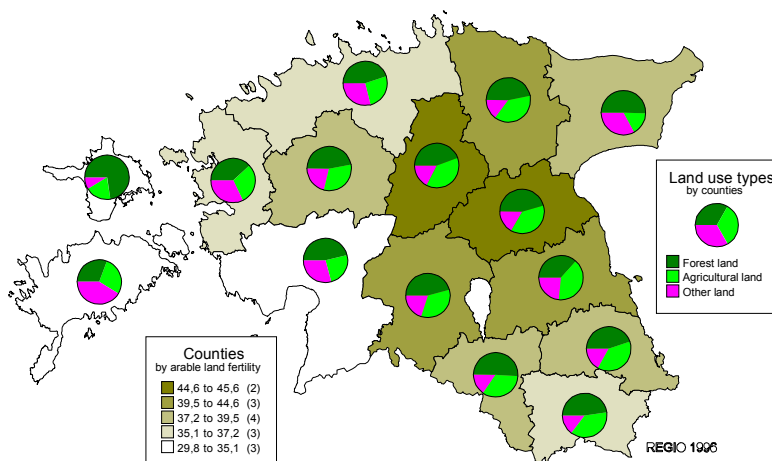 Land use types
by counties
Forest land
Agricultural land
Other land
Counties
by arable land fertility
44,6 to 45,6 (2)
39,5 to 44,6 (3)
37,2 to 39,5 (4)
35,1 to 37,2 (3)
29,8 to 35,1 (3)
REGIO 1996